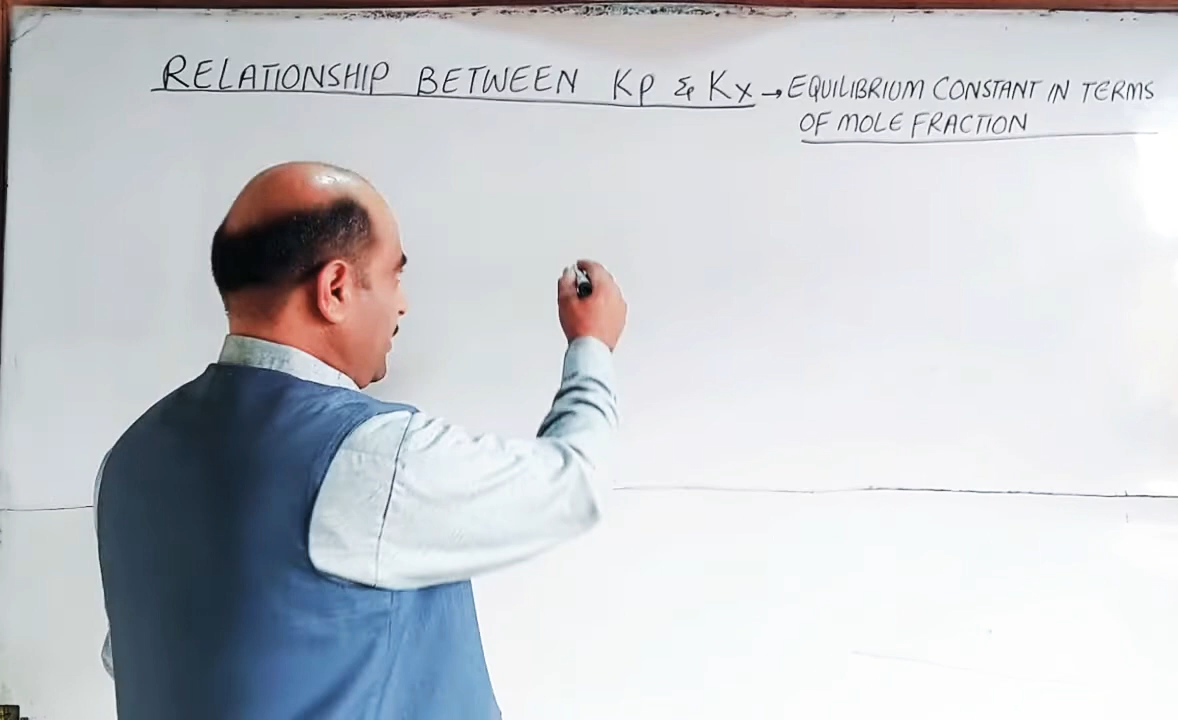 RELATIONSHIP BETWEEN Kp & Kx → EQUILIBRIUM CONSTANT IN TERMS
OF MOLE FRACTION